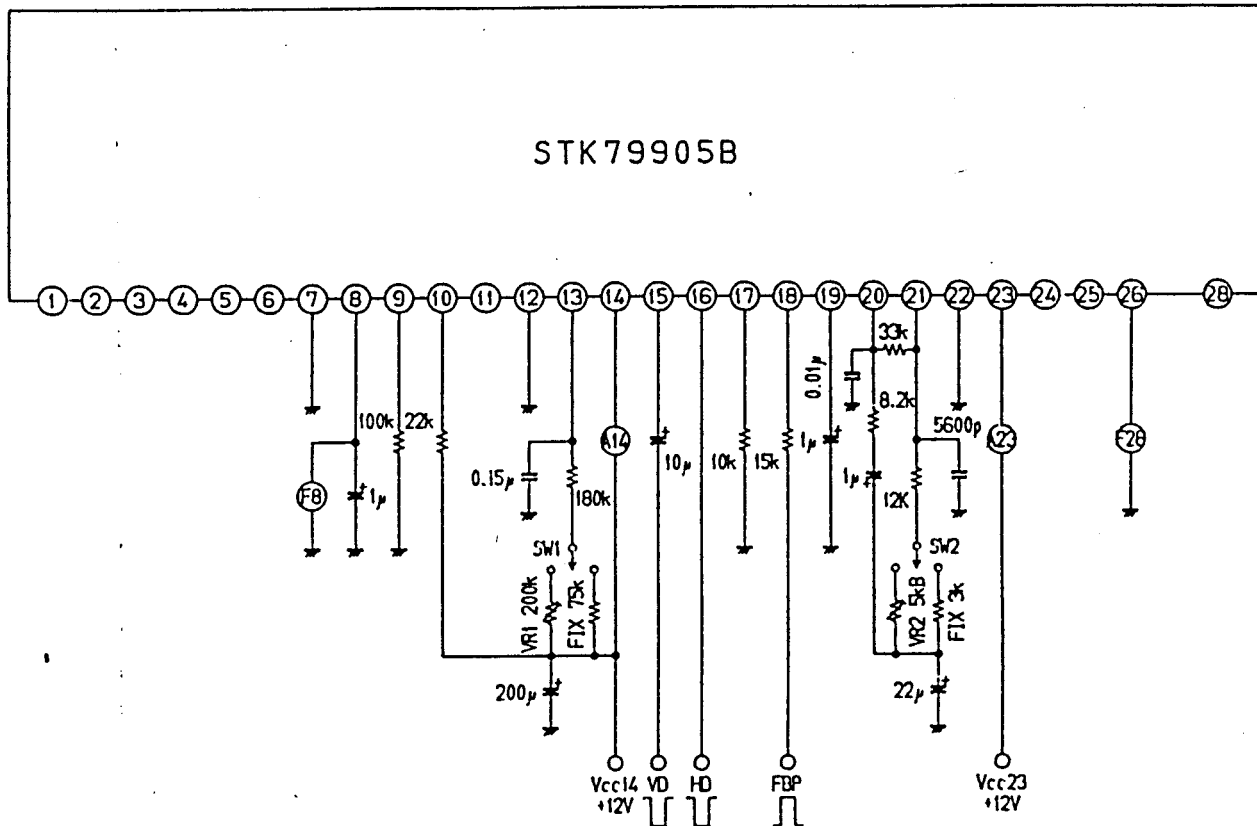 STK79905B
1 2 3 4 5 6 7 8 9 10 11 12 13 14 15 16 17 18 19 20 21 22 23 24 25 26 28
33k
0.01μ
8.2k
100k 22k
A14
10μ
10k 15k
1μ
5600p
A23
F26
0.15μ
180k
1μ
12K
F8
1μ
SW1
SW2
VR1 200k
FIX 75k
VR2 5kB
FIX 3k
200μ
22μ
Vcc14 VD HD FBP Vcc23
+12V +12V